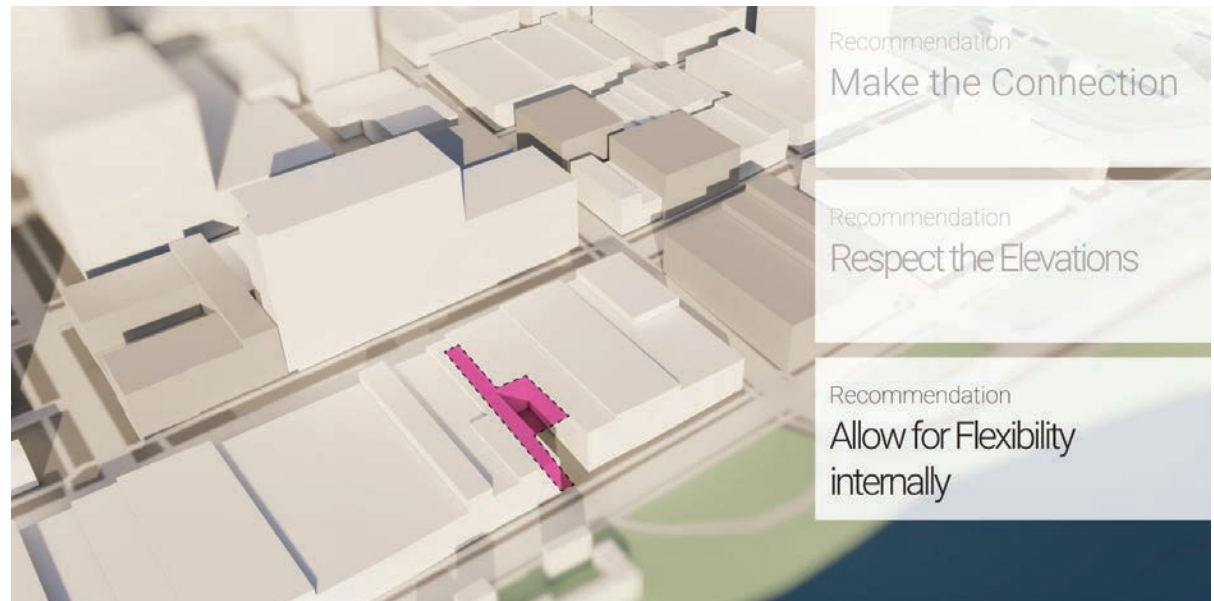 Recommendation
Make the Connection
Recommendation
Respect the Elevations
Recommendation
Allow for Flexibility
internally